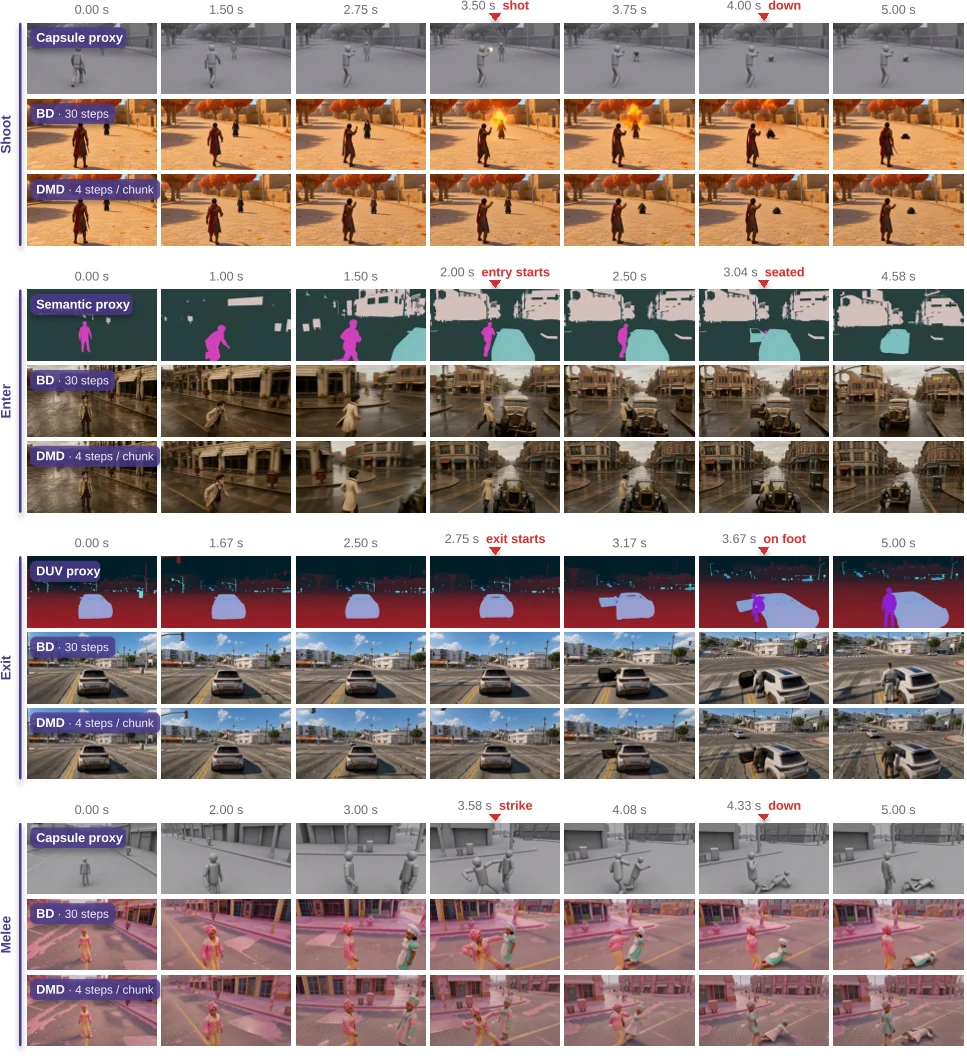 0.00 s 1.50 s 2.75 s 3.50 s shot 3.75 s 4.00 s down 5.00 s
Shoot
Capsule proxy
BD · 30 steps
DMD · 4 steps / chunk
0.00 s 1.00 s 1.50 s 2.00 s entry starts 2.50 s 3.04 s seated 4.58 s
Enter
Semantic proxy
BD · 30 steps
DMD · 4 steps / chunk
0.00 s 1.67 s 2.50 s 2.75 s exit starts 3.17 s 3.67 s on foot 5.00 s
Exit
DUV proxy
BD · 30 steps
DMD · 4 steps / chunk
0.00 s 2.00 s 3.00 s 3.58 s strike 4.08 s 4.33 s down 5.00 s
Melee
Capsule proxy
BD · 30 steps
DMD · 4 steps / chunk